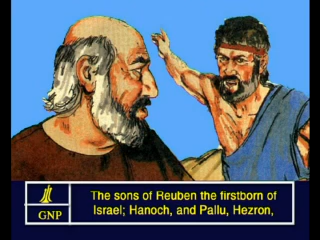 The sons of Reuben the firstborn of
Israel; Hanoch, and Pallu, Hezron,
GNP